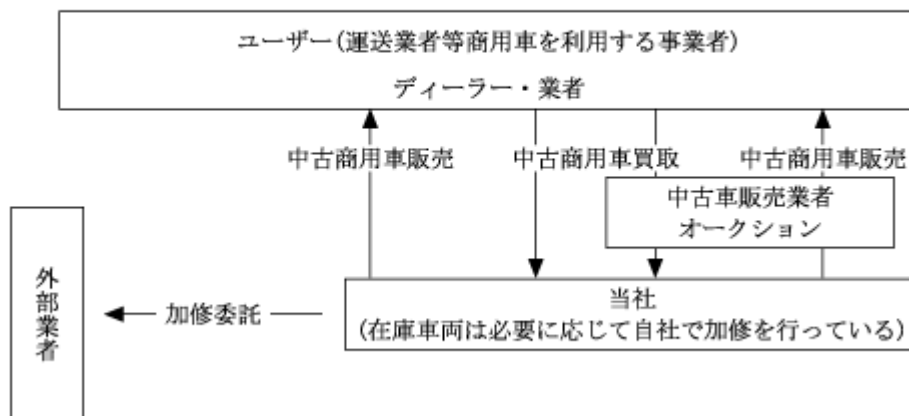 ユーザー(運送業者等商用車を利用する事業者)
ディーラー・業者
中古商用車販売
中古商用車買取
中古商用車販売
中古車販売業者
オークション
外部業者
加修委託
当社
(在庫車両は必要に応じて自社で加修を行っている)